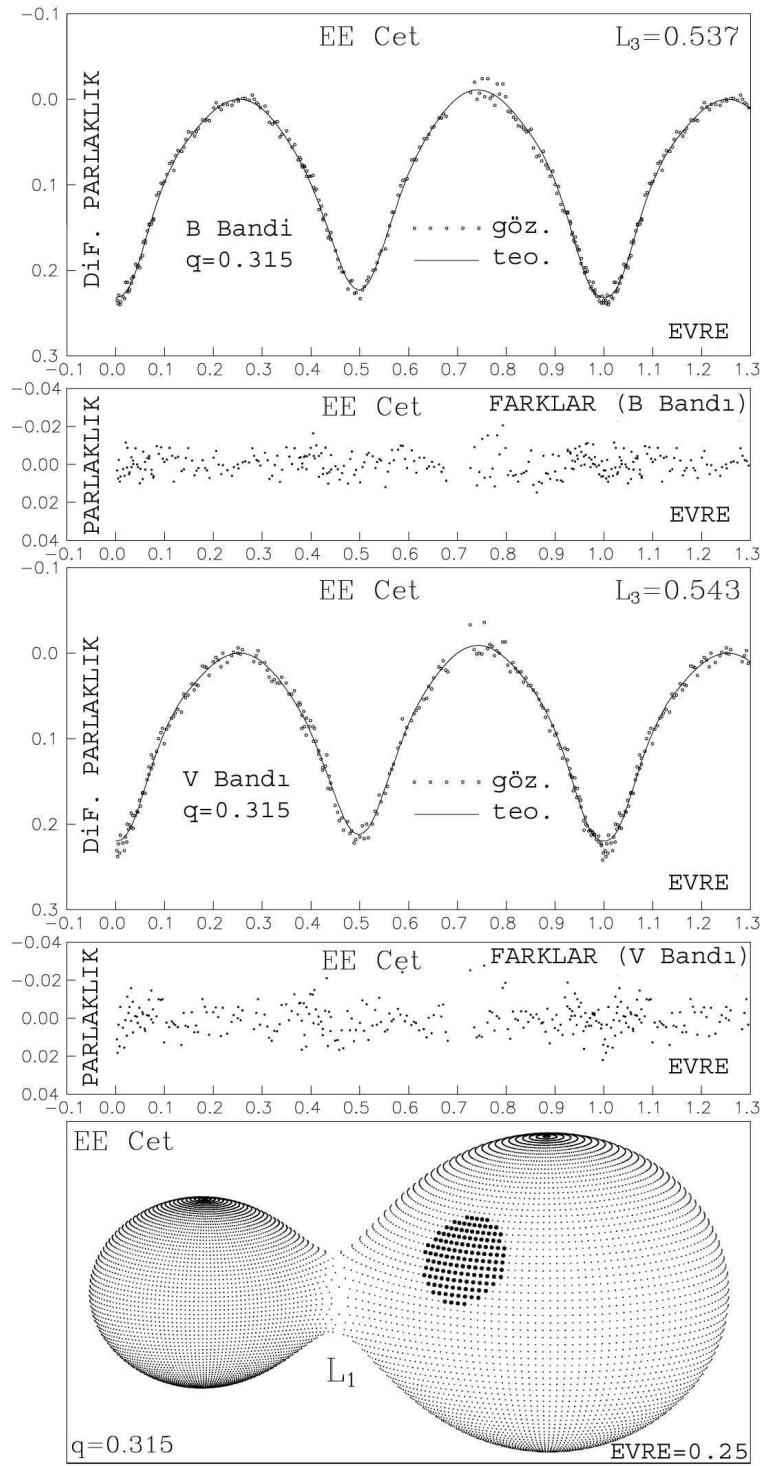 −0.1
EE Cet
L₃=0.537
0.0
DiF. PARLAKLIK
0.1
B Bandi
göz.
q=0.315
teo.
0.2
EVRE
0.3
−0.1 0.0 0.1 0.2 0.3 0.4 0.5 0.6 0.7 0.8 0.9 1.0 1.1 1.2 1.3
−0.04
EE Cet
FARKLAR (B Bandı)
−0.02
PARLAKLIK
0.00
0.02
EVRE
0.04
−0.1 0.0 0.1 0.2 0.3 0.4 0.5 0.6 0.7 0.8 0.9 1.0 1.1 1.2 1.3
−0.1
EE Cet
L₃=0.543
0.0
DiF. PARLAKLIK
0.1
V Bandı
göz.
q=0.315
teo.
0.2
EVRE
0.3
−0.1 0.0 0.1 0.2 0.3 0.4 0.5 0.6 0.7 0.8 0.9 1.0 1.1 1.2 1.3
−0.04
EE Cet
FARKLAR (V Bandı)
−0.02
PARLAKLIK
0.00
0.02
EVRE
0.04
−0.1 0.0 0.1 0.2 0.3 0.4 0.5 0.6 0.7 0.8 0.9 1.0 1.1 1.2 1.3
EE Cet
L₁
q=0.315
EVRE=0.25